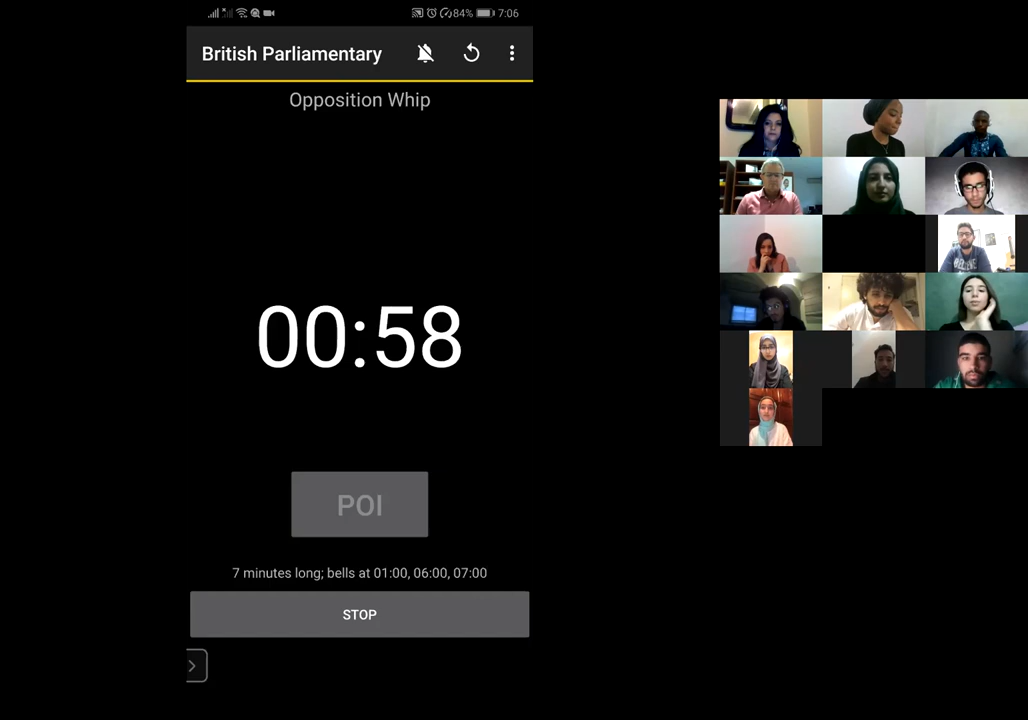 84% 7:06
British Parliamentary
Opposition Whip
00:58
POI
7 minutes long; bells at 01:00, 06:00, 07:00
STOP
BELIEVE